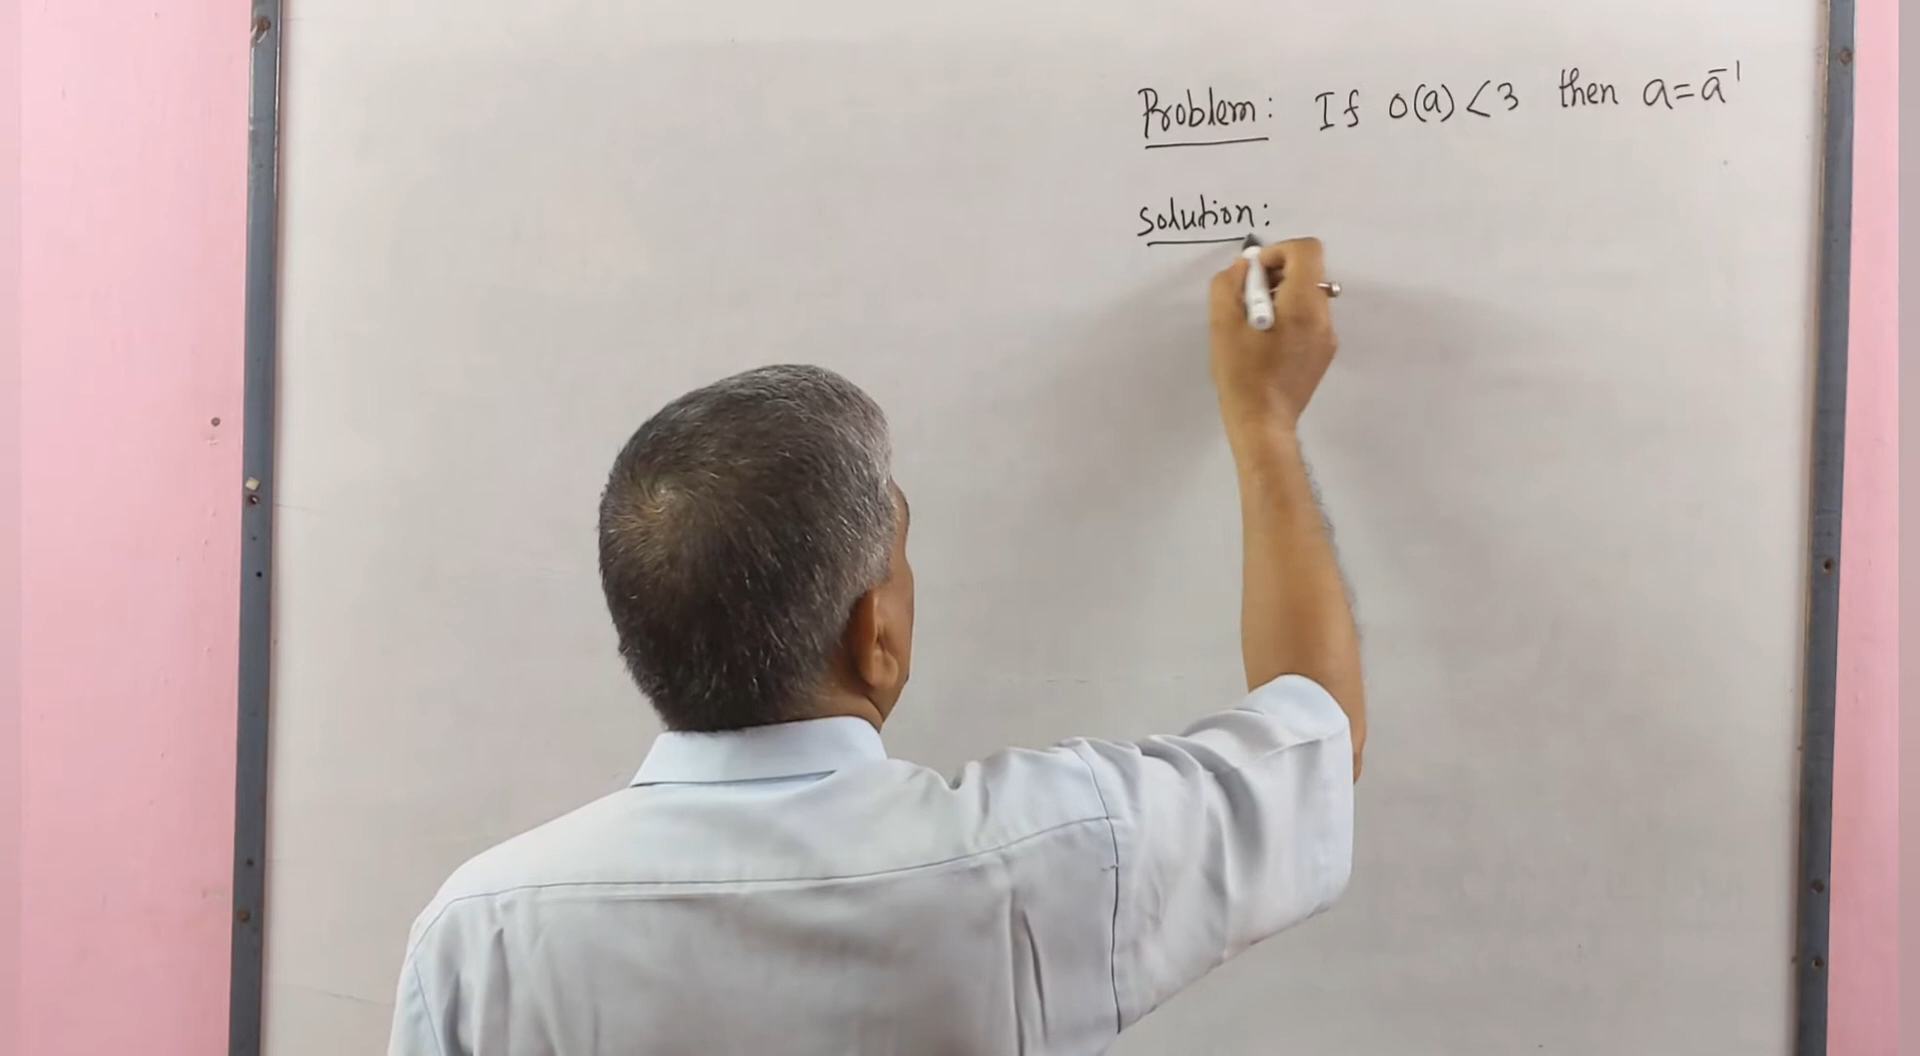 Problem: If o(a) < 3 then a = a⁻¹
Solution: